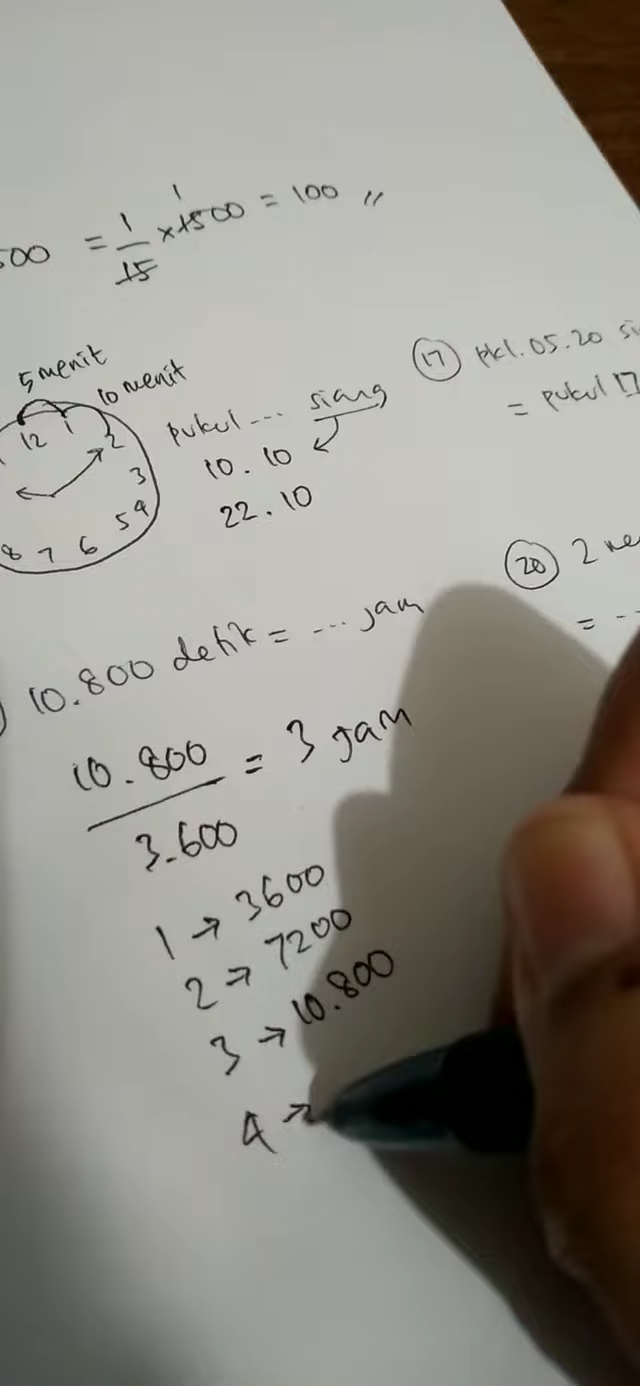 500 = 1/15 × 1500 = 100 //
1
5 menit
10 menit
12 1 2 3 4 5 6 7 8
pukul ... siang
10.10
22.10
17 pkl. 05.20
= pukul 17
10.800 detik = ... jam
10.800 / 3.600 = 3 jam
1 → 3600
2 → 7200
3 → 10.800
4 →
20 2
= ..